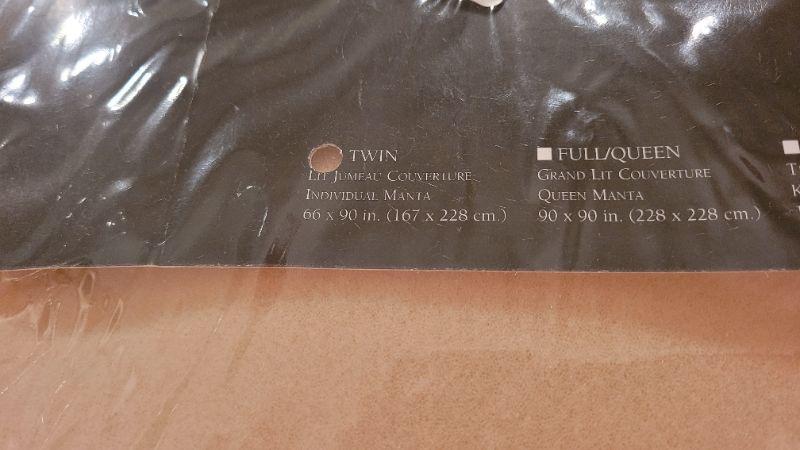 TWIN
LIT JUMEAU COUVERTURE
INDIVIDUAL MANTA
66 x 90 in. (167 x 228 cm.)
FULL/QUEEN
GRAND LIT COUVERTURE
QUEEN MANTA
90 x 90 in. (228 x 228 cm.)